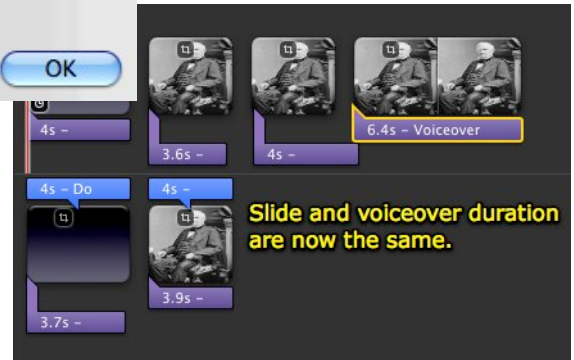 OK
4s –
3.6s –
4s –
6.4s – Voiceover
4s – Do
4s –
Slide and voiceover duration
are now the same.
3.9s –
3.7s –